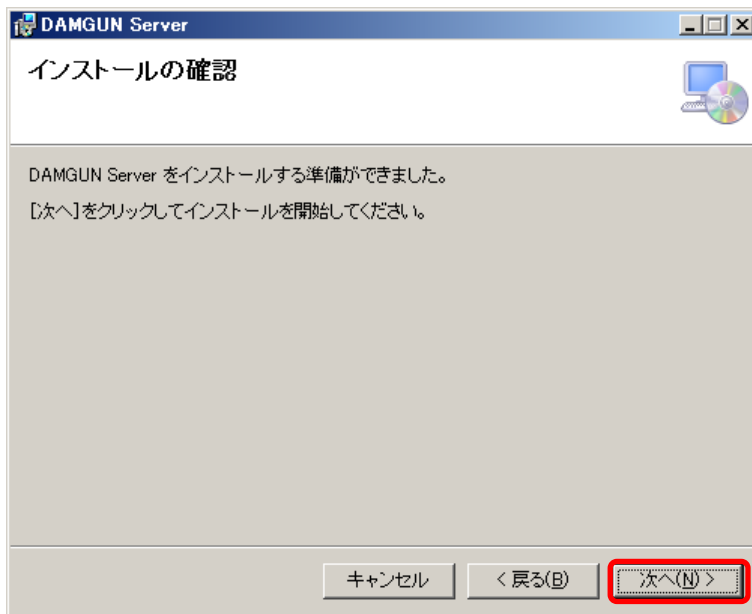 DAMGUN Server
インストールの確認
DAMGUN Server をインストールする準備ができました。
[次へ]をクリックしてインストールを開始してください。
キャンセル
< 戻る(B)
次へ(N) >